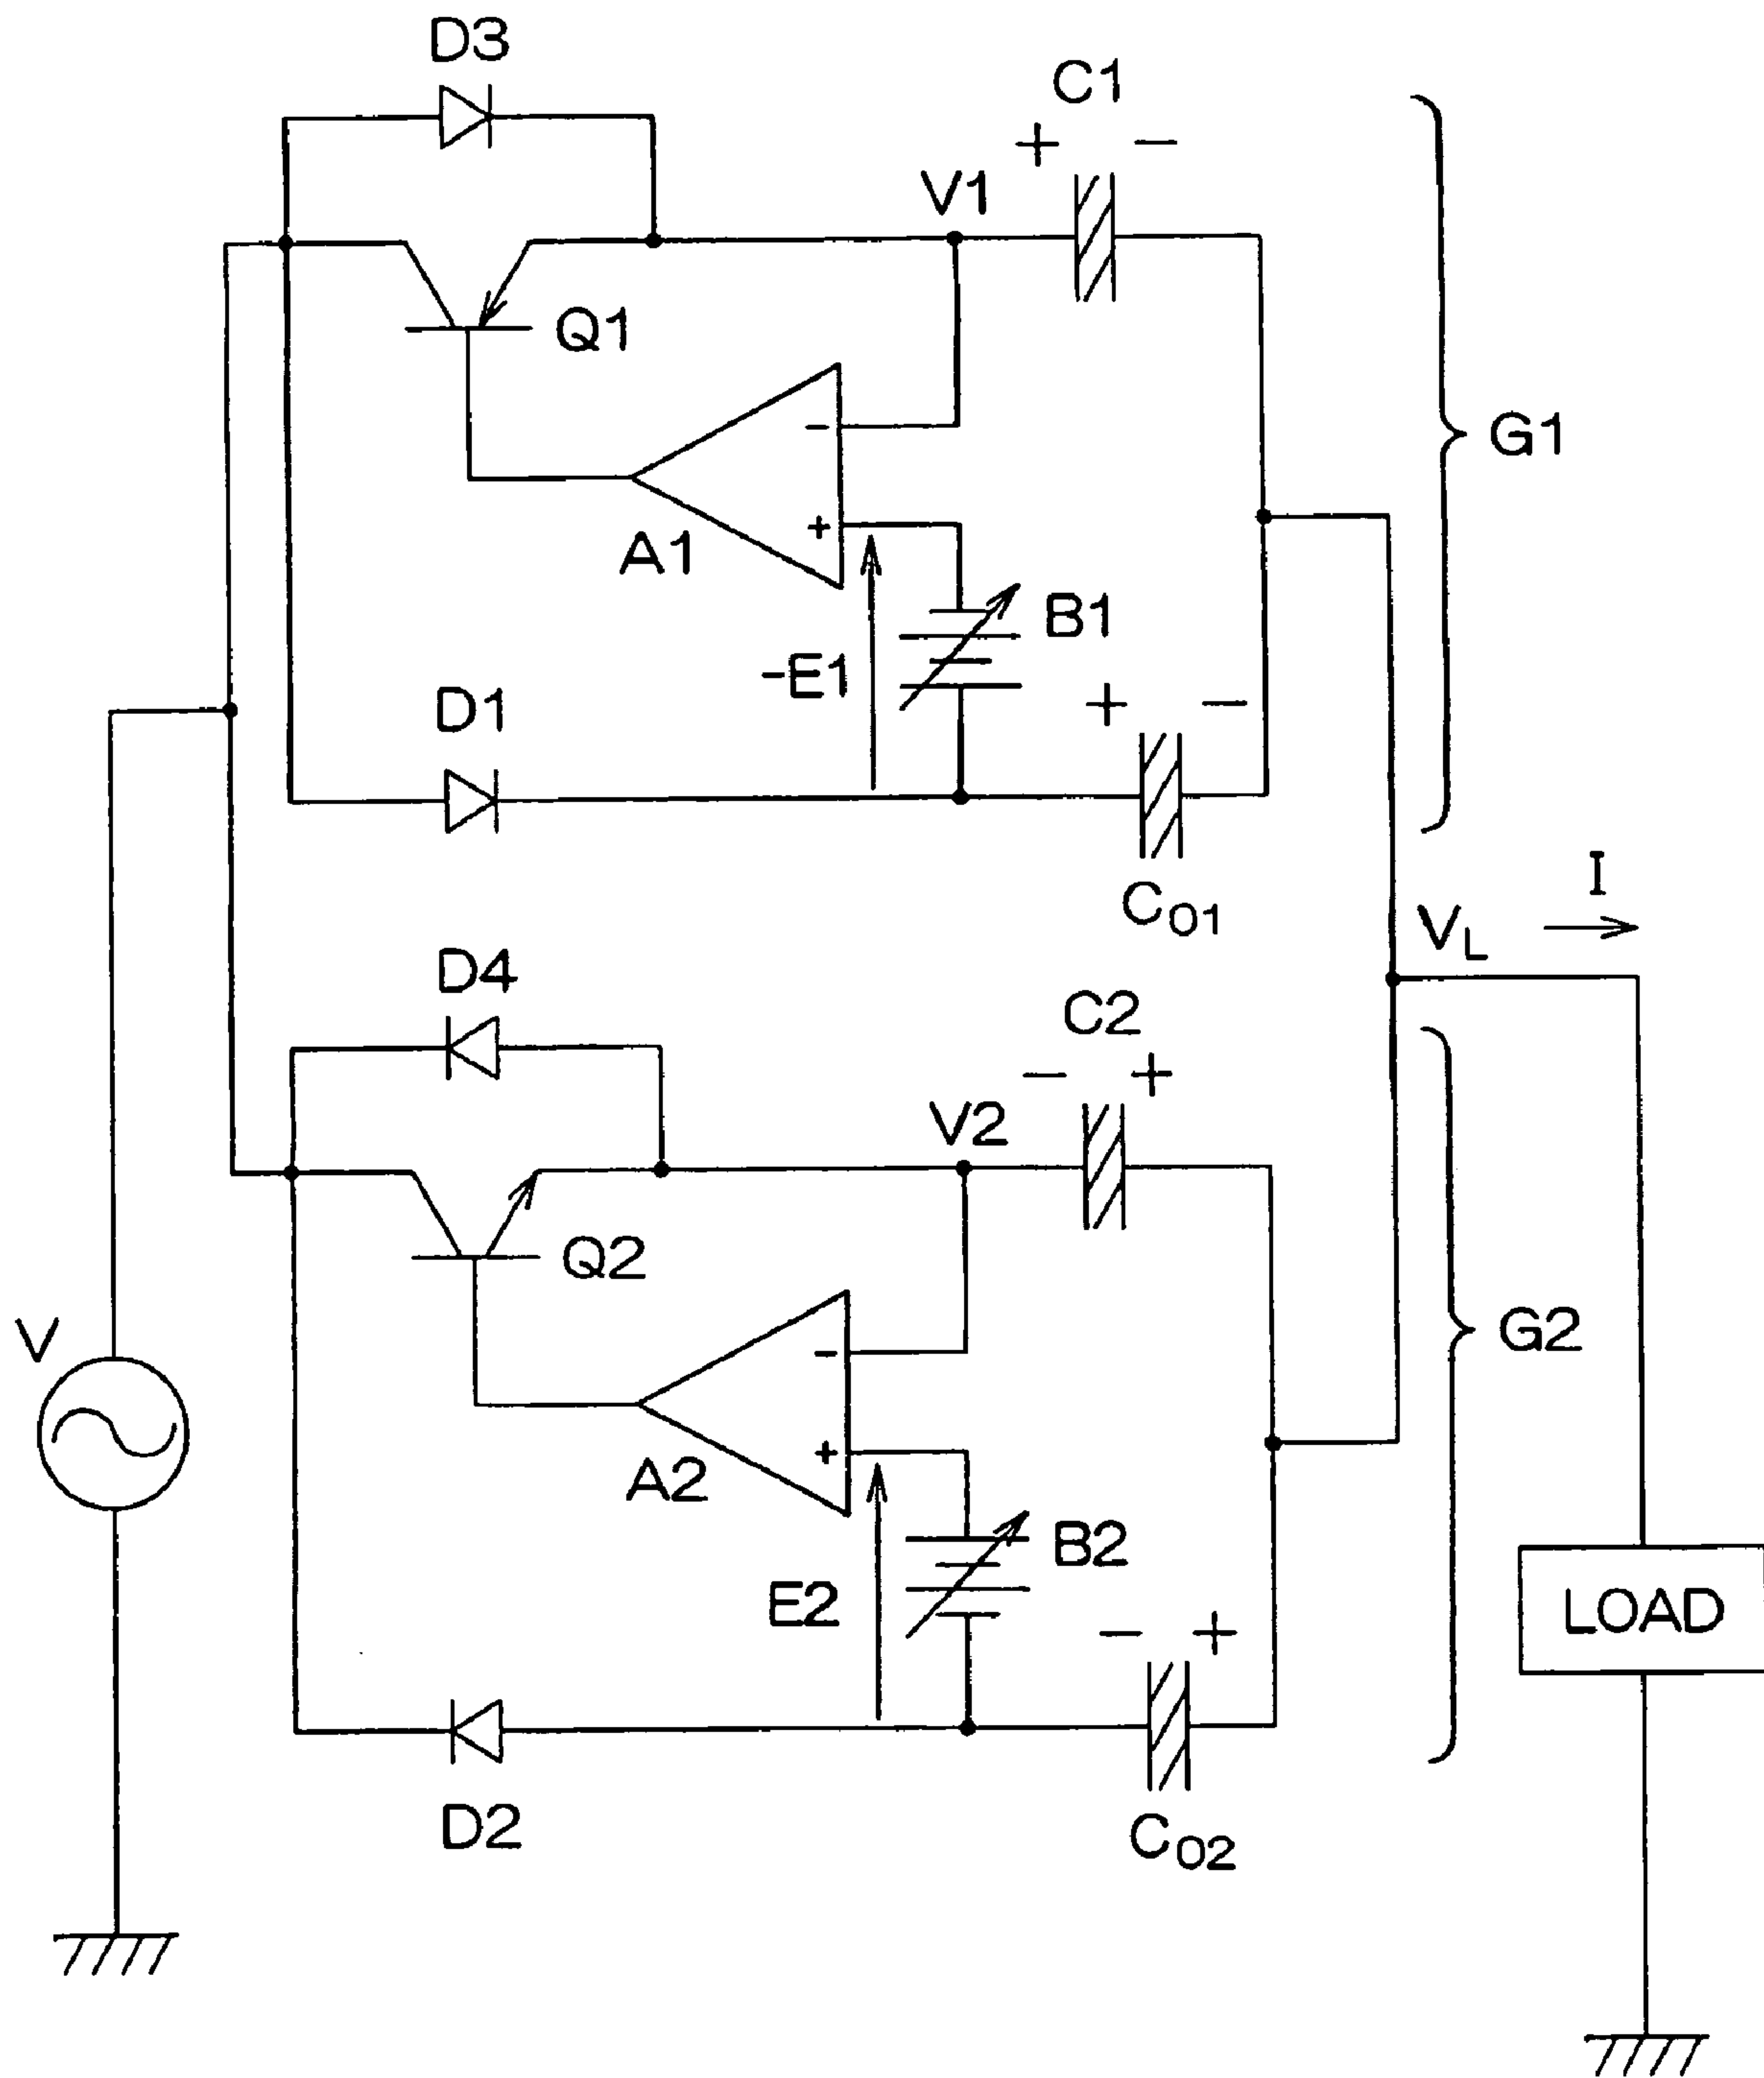 D3
C1
+ −
V1
Q1
−
G1
A1
+
B1
-E1
+ −
D1
I
CO1
VL
D4
C2
− +
V2
Q2
−
G2
V
A2
+
B2
E2
− +
LOAD
D2
CO2